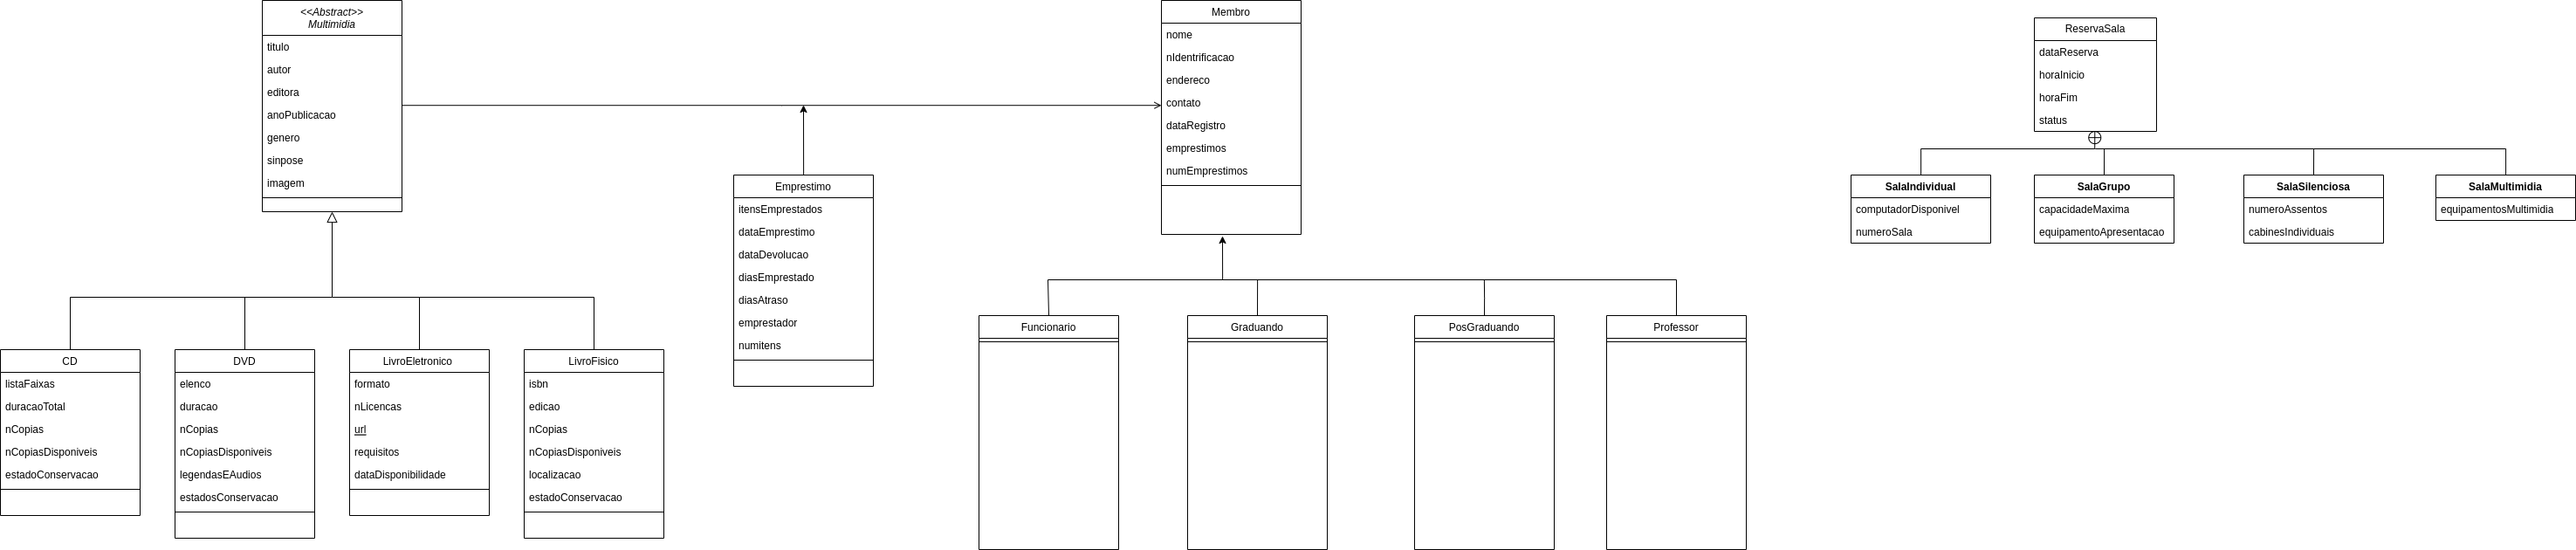 <<Abstract>>
Multimidia
titulo
autor
editora
anoPublicacao
genero
sinpose
imagem
Membro
nome
nIdentificacao
endereco
contato
dataRegistro
emprestimos
numEmprestimos
ReservaSala
dataReserva
horaInicio
horaFim
status
Emprestimo
itensEmprestados
dataEmprestimo
dataDevolucao
diasEmprestado
diasAtraso
emprestador
numitens
SalaIndividual
computadorDisponivel
numeroSala
SalaGrupo
capacidadeMaxima
equipamentoApresentacao
SalaSilenciosa
numeroAssentos
cabinesIndividuais
SalaMultimidia
equipamentosMultimidia
CD
listaFaixas
duracaoTotal
nCopias
nCopiasDisponiveis
estadoConservacao
DVD
elenco
duracao
nCopias
nCopiasDisponiveis
legendasEAudios
estadosConservacao
LivroEletronico
formato
nLicencas
url
requisitos
dataDisponibilidade
LivroFisico
isbn
edicao
nCopias
nCopiasDisponiveis
localizacao
estadoConservacao
Funcionario
Graduando
PosGraduando
Professor